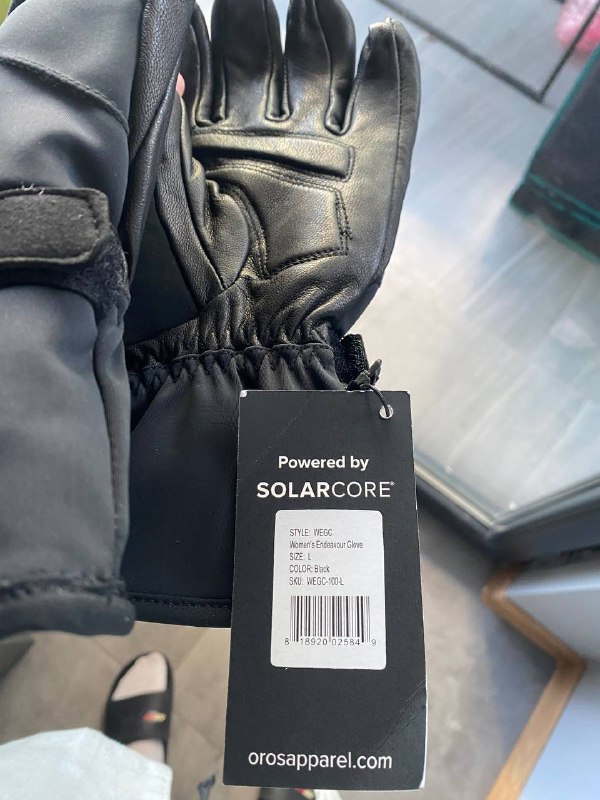 Powered by
SOLARCORE®
STYLE: WEGC
Women's Endeavour Glove
SIZE: L
COLOR: Black
SKU: WEGC-100-L
8 18920 02584 9
orosapparel.com